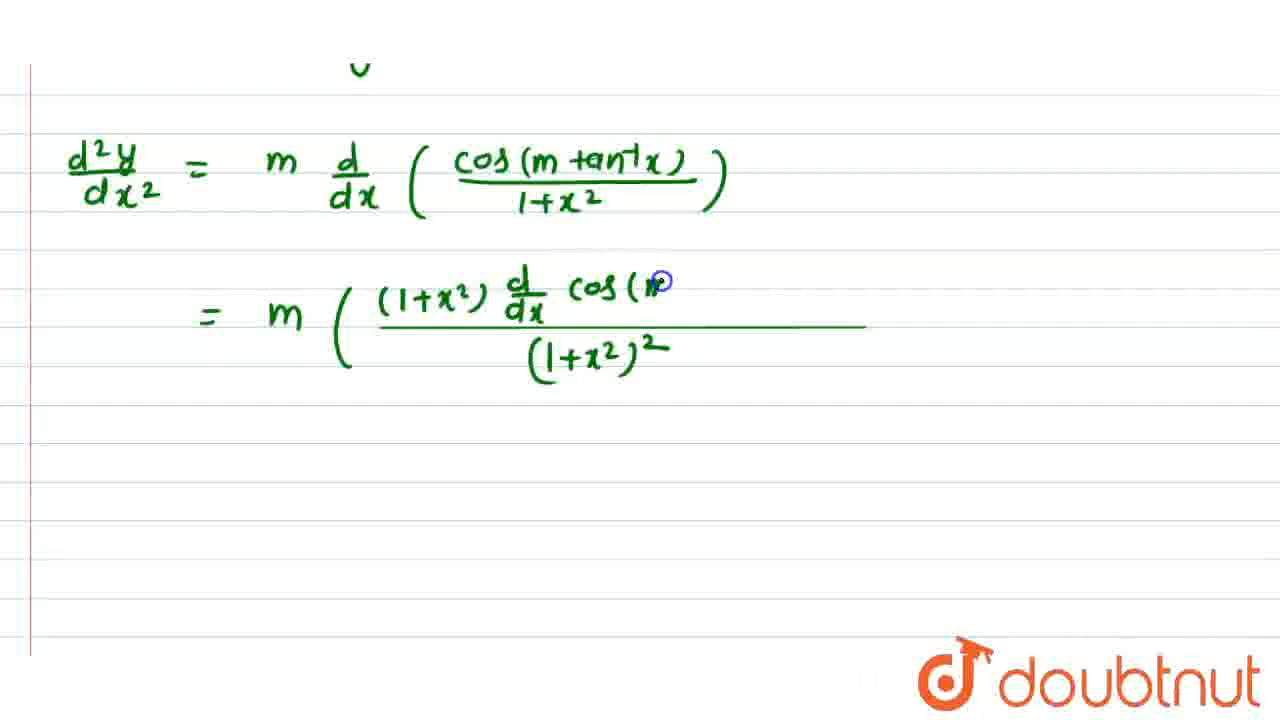 d²y/dx² = m d/dx ( cos(m tan⁻¹x) / 1+x² )
= m ( (1+x²) d/dx cos(m / (1+x²)²
doubtnut